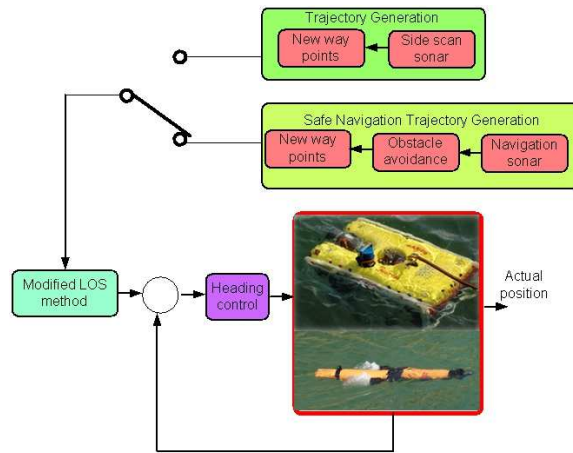 Trajectory Generation
New way
points
Side scan
sonar
Safe Navigation Trajectory Generation
New way
points
Obstacle
avoidance
Navigation
sonar
Modified LOS
method
Heading
control
Actual
position